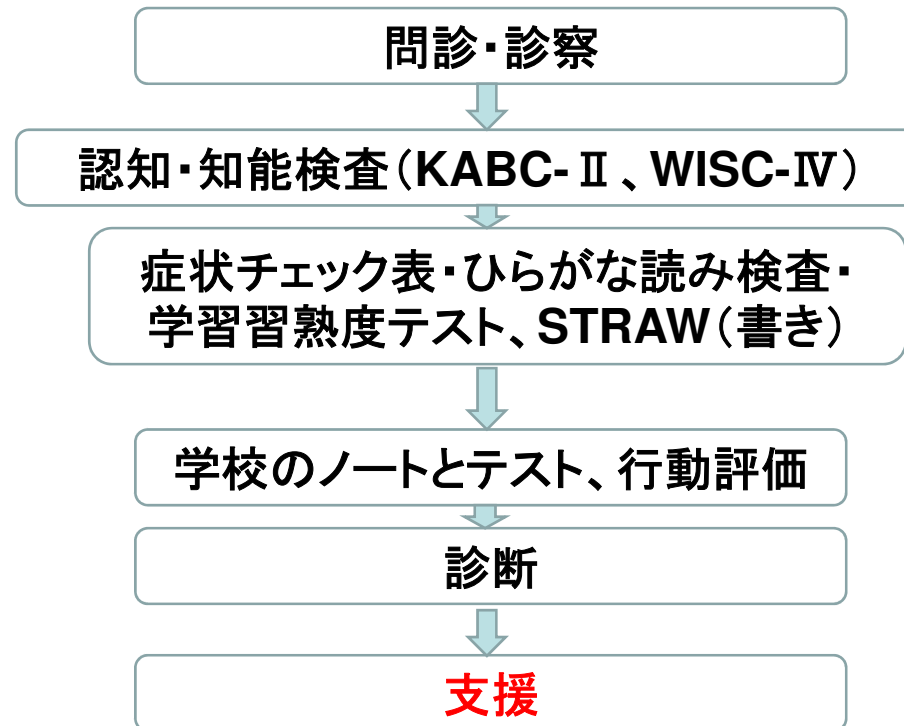 問診・診察
認知・知能検査(KABC-Ⅱ、WISC-Ⅳ)
症状チェック表・ひらがな読み検査・
学習習熟度テスト、STRAW(書き)
学校のノートとテスト、行動評価
診断
支援